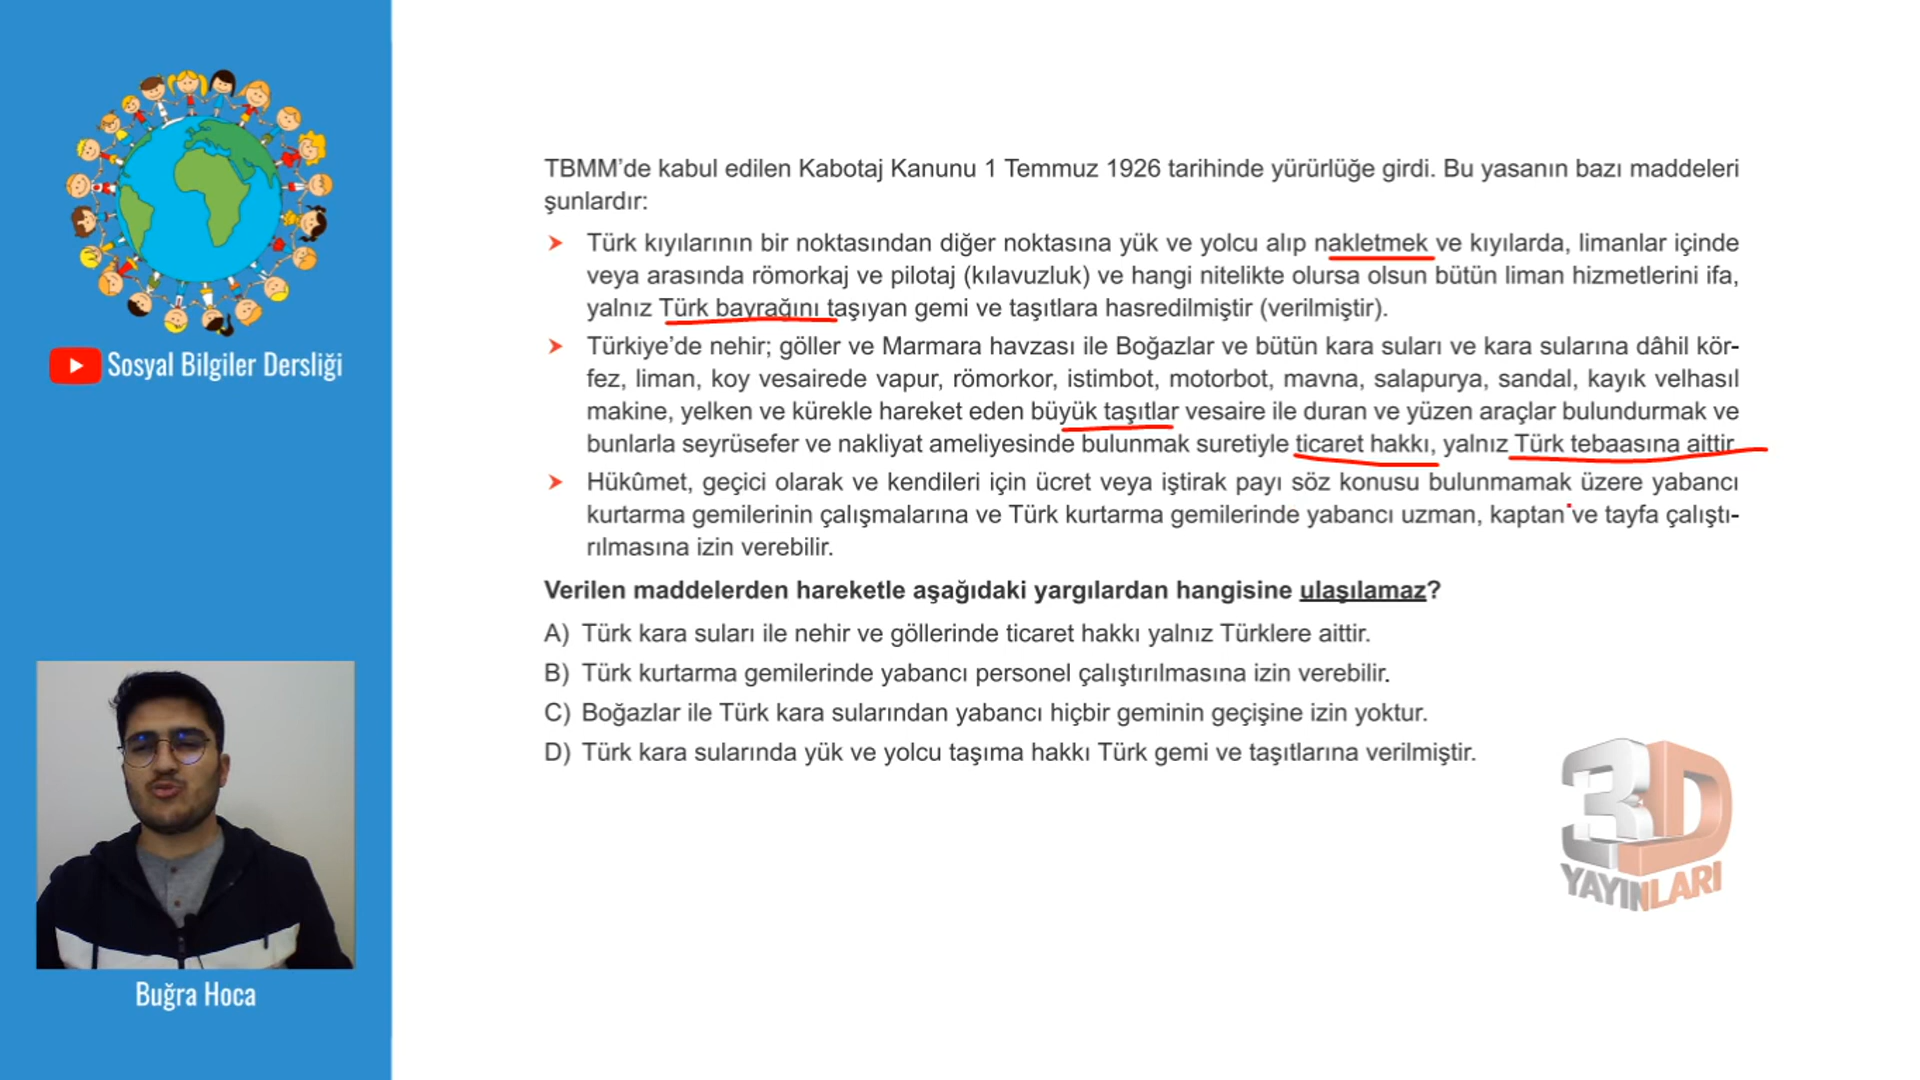 Sosyal Bilgiler Dersliği
Buğra Hoca
TBMM’de kabul edilen Kabotaj Kanunu 1 Temmuz 1926 tarihinde yürürlüğe girdi. Bu yasanın bazı maddeleri
şunlardır:
➤ Türk kıyılarının bir noktasından diğer noktasına yük ve yolcu alıp nakletmek ve kıyılarda, limanlar içinde
veya arasında römorkaj ve pilotaj (kılavuzluk) ve hangi nitelikte olursa olsun bütün liman hizmetlerini ifa,
yalnız Türk bayrağını taşıyan gemi ve taşıtlara hasredilmiştir (verilmiştir).
➤ Türkiye’de nehir; göller ve Marmara havzası ile Boğazlar ve bütün kara suları ve kara sularına dâhil kör-
fez, liman, koy vesairede vapur, römorkor, istimbot, motorbot, mavna, salapurya, sandal, kayık velhasıl
makine, yelken ve kürekle hareket eden büyük taşıtlar vesaire ile duran ve yüzen araçlar bulundurmak ve
bunlarla seyrüsefer ve nakliyat ameliyesinde bulunmak suretiyle ticaret hakkı, yalnız Türk tebaasına aittir.
➤ Hükûmet, geçici olarak ve kendileri için ücret veya iştirak payı söz konusu bulunmamak üzere yabancı
kurtarma gemilerinin çalışmalarına ve Türk kurtarma gemilerinde yabancı uzman, kaptan ve tayfa çalıştı-
rılmasına izin verebilir.
Verilen maddelerden hareketle aşağıdaki yargılardan hangisine ulaşılamaz?
A) Türk kara suları ile nehir ve göllerinde ticaret hakkı yalnız Türklere aittir.
B) Türk kurtarma gemilerinde yabancı personel çalıştırılmasına izin verebilir.
C) Boğazlar ile Türk kara sularından yabancı hiçbir geminin geçişine izin yoktur.
D) Türk kara sularında yük ve yolcu taşıma hakkı Türk gemi ve taşıtlarına verilmiştir.
3D
YAYINLARI